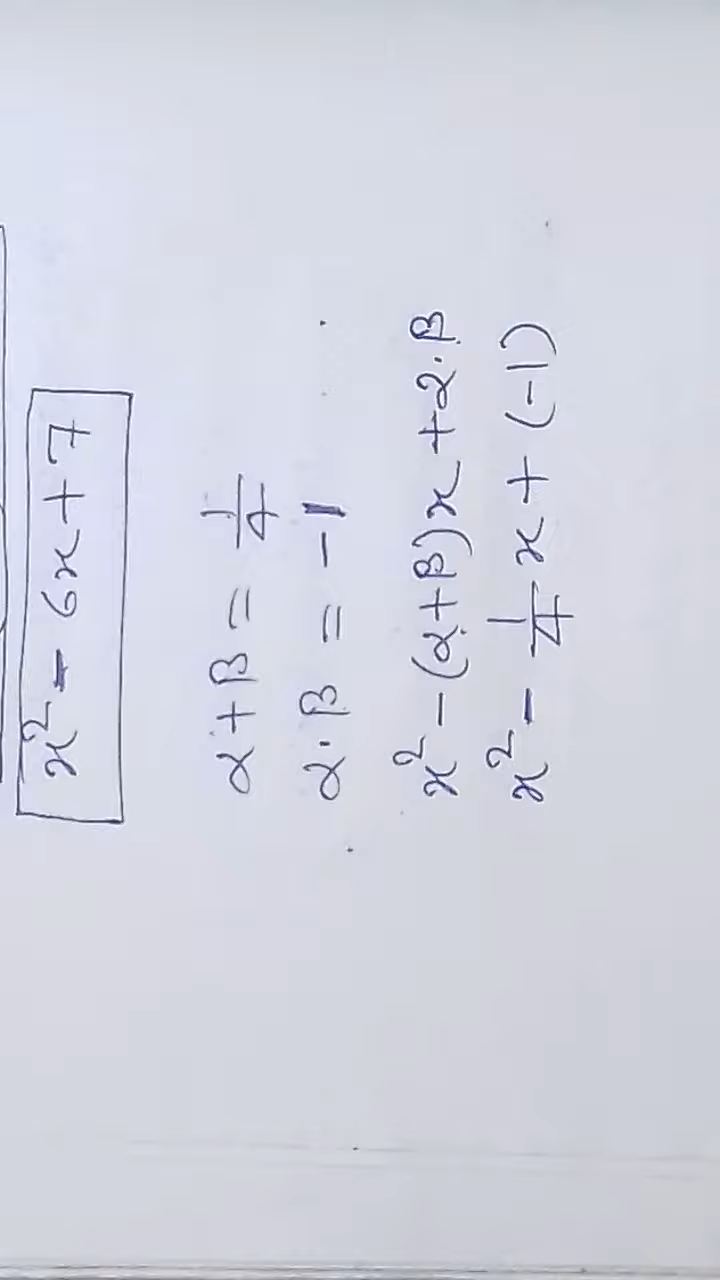 x² - 6x + 7
α + β = 1/4
α · β = -1
x² - (α + β)x + α · β
x² - 1/4 x + (-1)